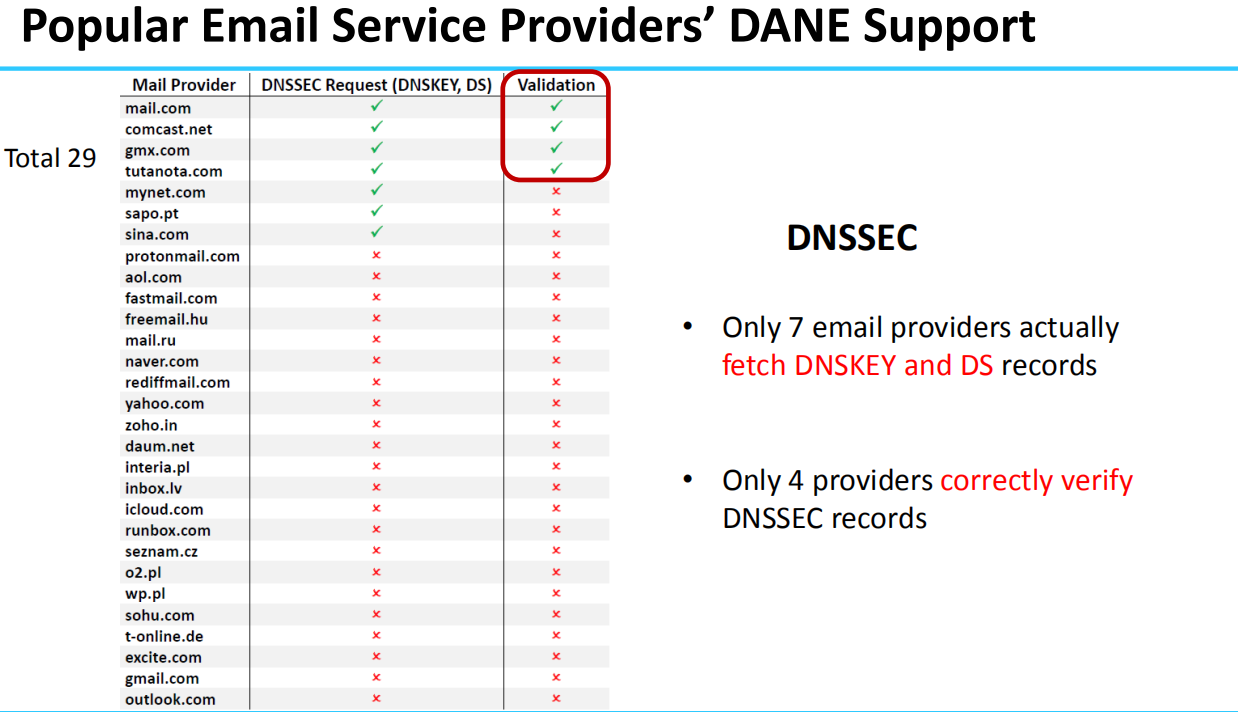 Popular Email Service Providers’ DANE Support
Total 29
Mail Provider DNSSEC Request (DNSKEY, DS) Validation
mail.com ✓ ✓
comcast.net ✓ ✓
gmx.com ✓ ✓
tutanota.com ✓ ✓
mynet.com ✓ ×
sapo.pt ✓ ×
sina.com ✓ ×
protonmail.com × ×
aol.com × ×
fastmail.com × ×
freemail.hu × ×
mail.ru × ×
naver.com × ×
rediffmail.com × ×
yahoo.com × ×
zoho.in × ×
daum.net × ×
interia.pl × ×
inbox.lv × ×
icloud.com × ×
runbox.com × ×
seznam.cz × ×
o2.pl × ×
wp.pl × ×
sohu.com × ×
t-online.de × ×
excite.com × ×
gmail.com × ×
outlook.com × ×
DNSSEC
• Only 7 email providers actually
fetch DNSKEY and DS records
• Only 4 providers correctly verify
DNSSEC records